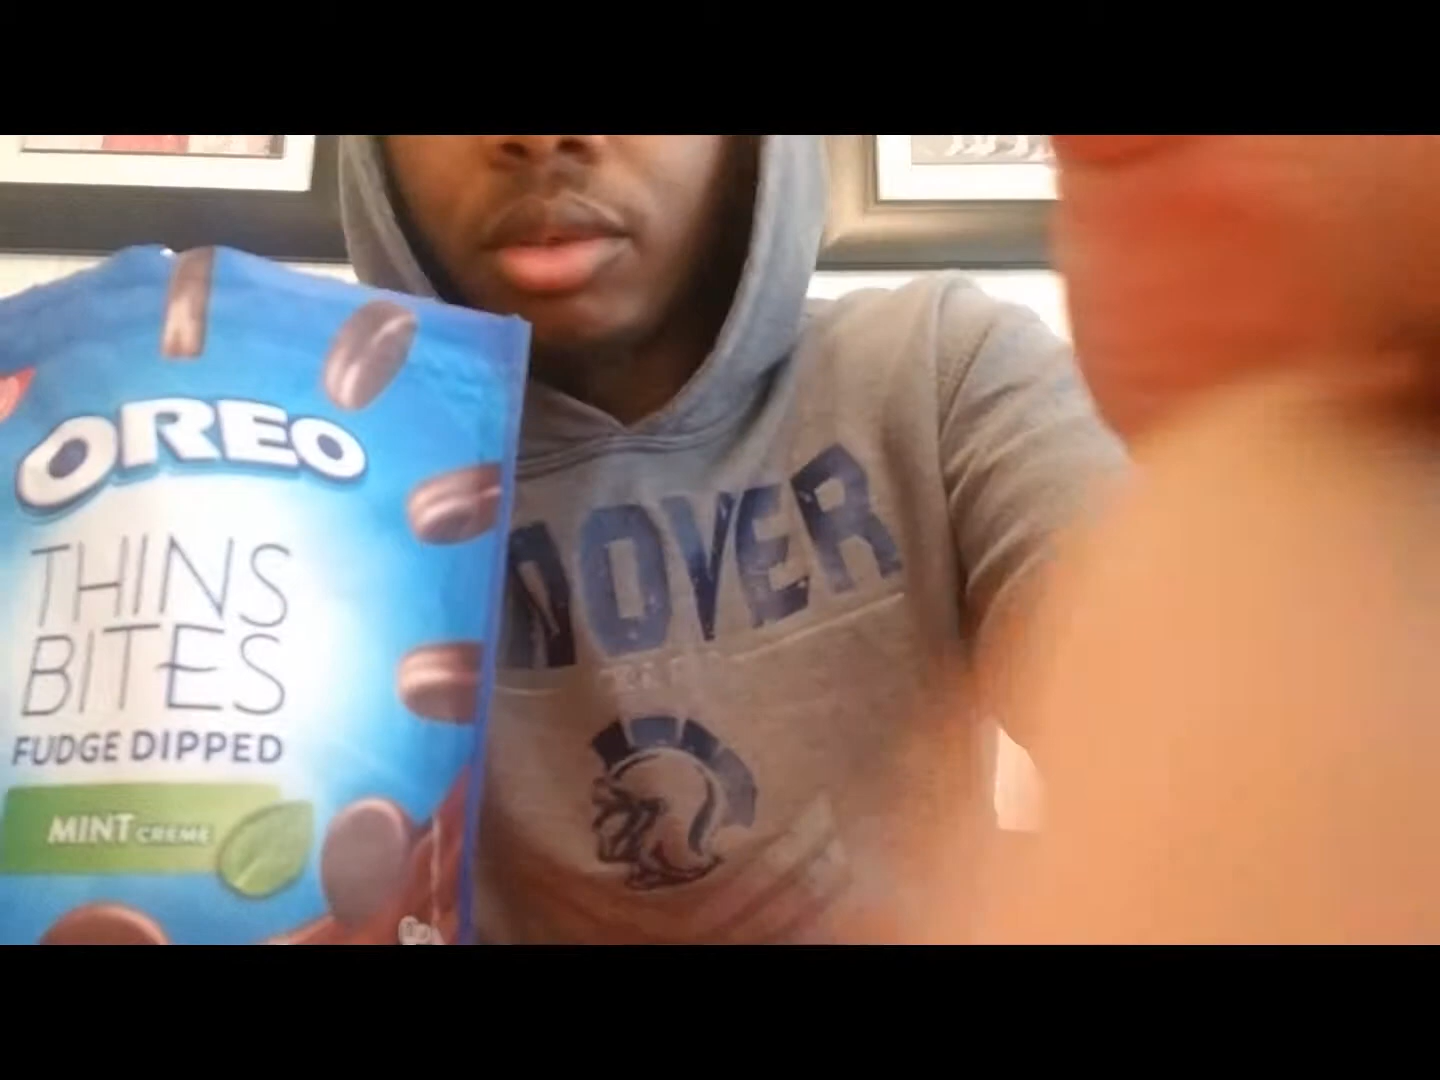 OREO
THINS
BITES
FUDGE DIPPED
MINT CREME
DOVER